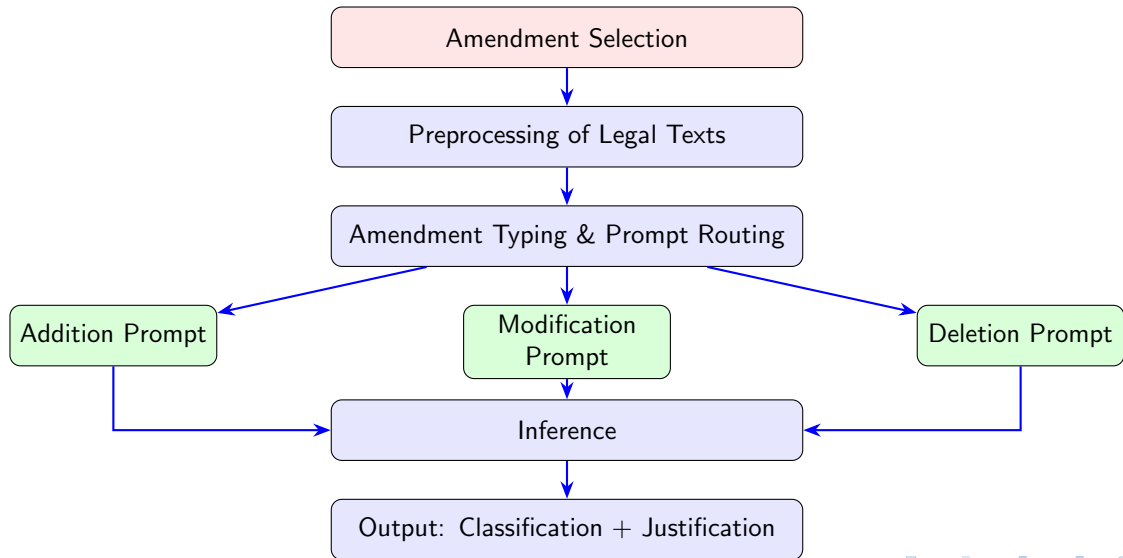 Amendment Selection
Preprocessing of Legal Texts
Amendment Typing & Prompt Routing
Addition Prompt
Modification
Prompt
Deletion Prompt
Inference
Output: Classification + Justification